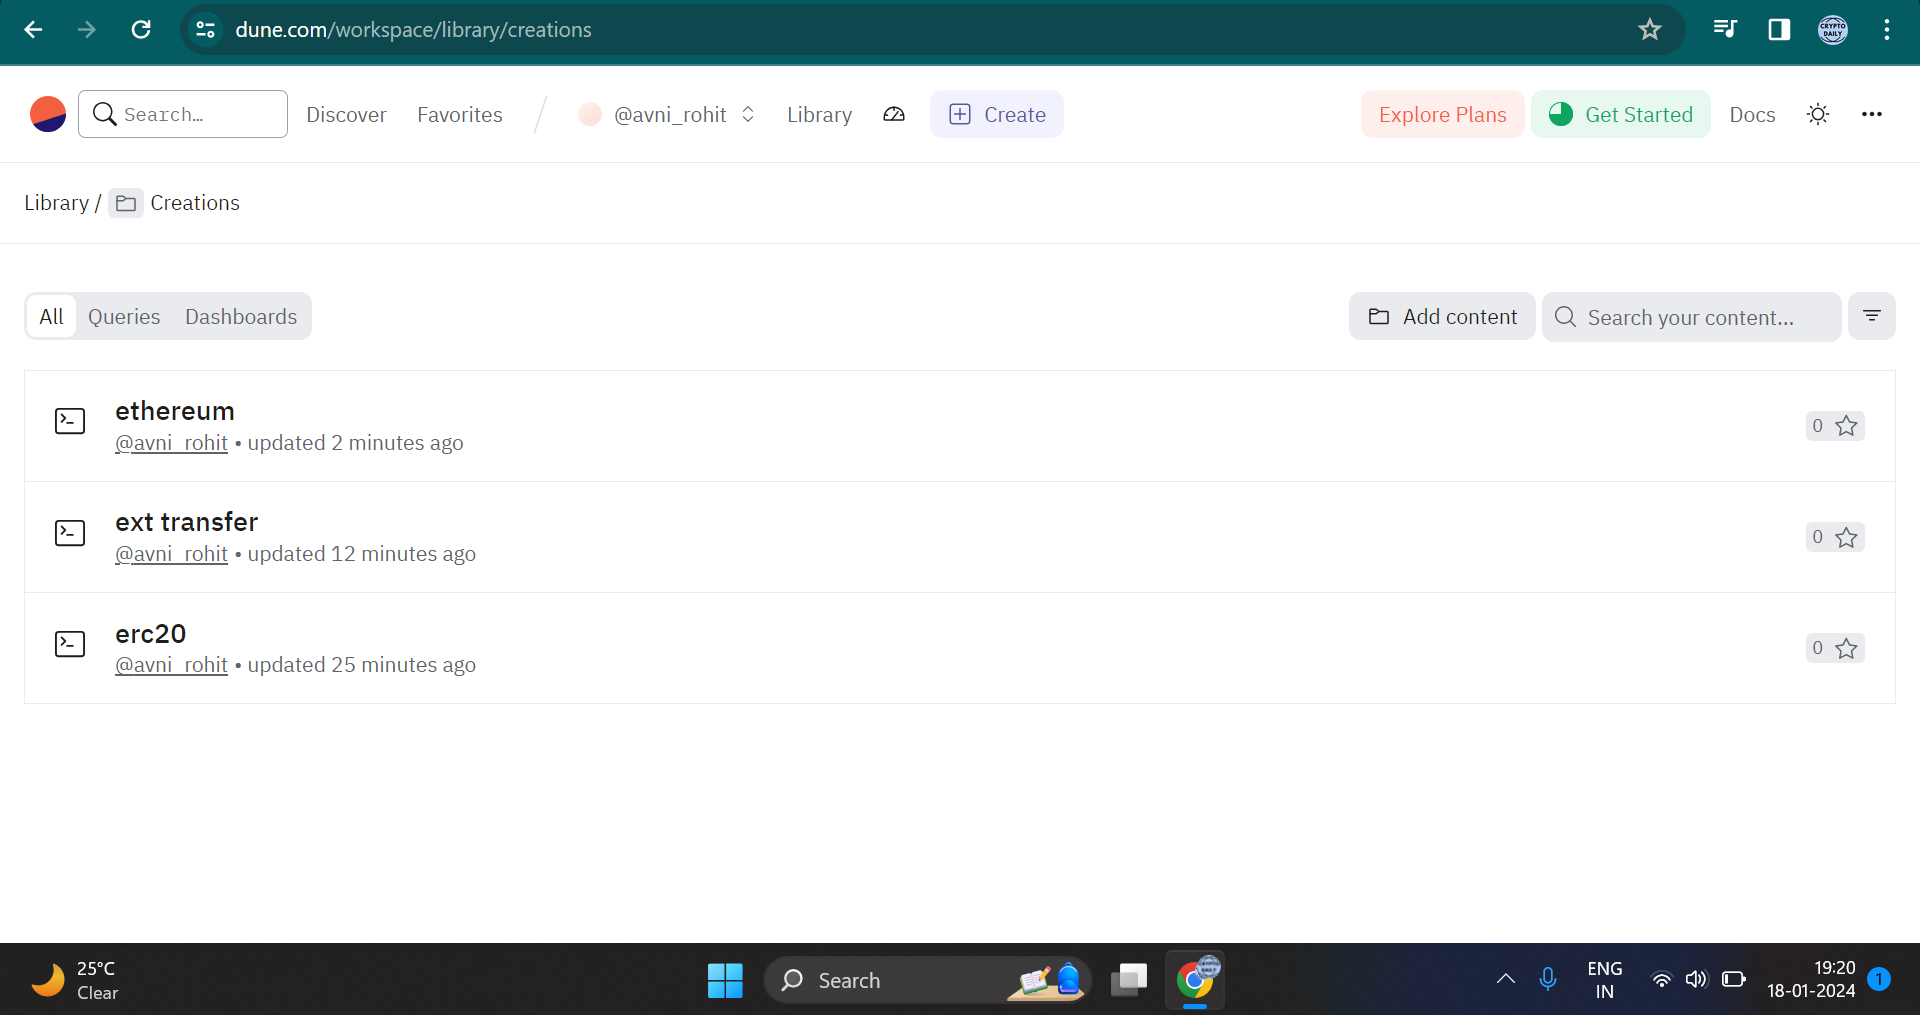 dune.com/workspace/library/creations
CRYPTO
DAILY
Search...
Discover
Favorites
@avni_rohit
Library
Create
Explore Plans
Get Started
Docs
Library / Creations
All
Queries
Dashboards
Add content
Search your content...
ethereum
@avni_rohit • updated 2 minutes ago
0
ext transfer
@avni_rohit • updated 12 minutes ago
0
erc20
@avni_rohit • updated 25 minutes ago
0
25°C
Clear
Search
ENG
IN
19:20
18-01-2024
1